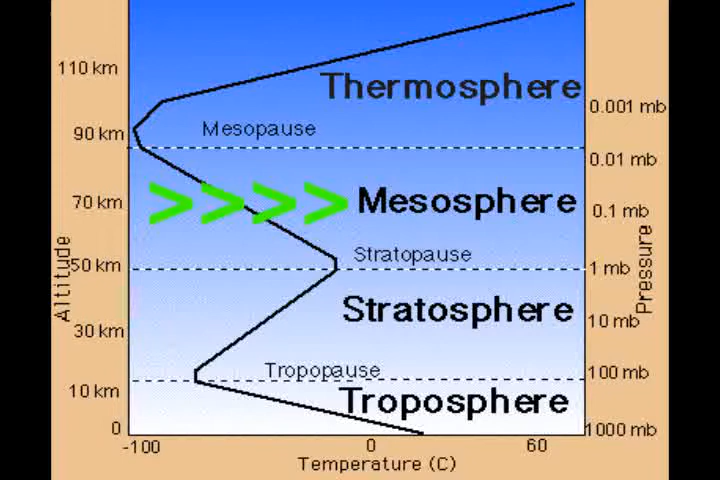 110 km
Thermosphere
0.001 mb
Mesopause
90 km
0.01 mb
70 km
>>>> Mesosphere
0.1 mb
Altitude
Pressure
Stratopause
50 km
1 mb
Stratosphere
30 km
10 mb
Tropopause
100 mb
10 km
Troposphere
0
1000 mb
-100
0
60
Temperature (C)